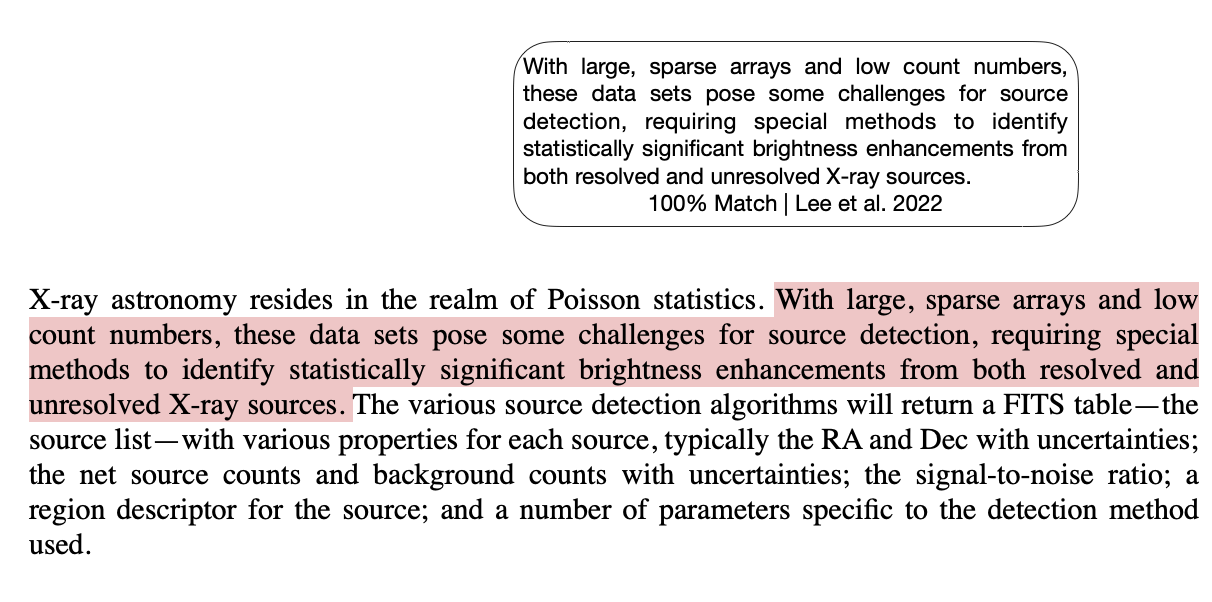 With large, sparse arrays and low count numbers,
these data sets pose some challenges for source
detection, requiring special methods to identify
statistically significant brightness enhancements from
both resolved and unresolved X-ray sources.
100% Match | Lee et al. 2022
X-ray astronomy resides in the realm of Poisson statistics. With large, sparse arrays and low
count numbers, these data sets pose some challenges for source detection, requiring special
methods to identify statistically significant brightness enhancements from both resolved and
unresolved X-ray sources. The various source detection algorithms will return a FITS table—the
source list—with various properties for each source, typically the RA and Dec with uncertainties;
the net source counts and background counts with uncertainties; the signal-to-noise ratio; a
region descriptor for the source; and a number of parameters specific to the detection method
used.